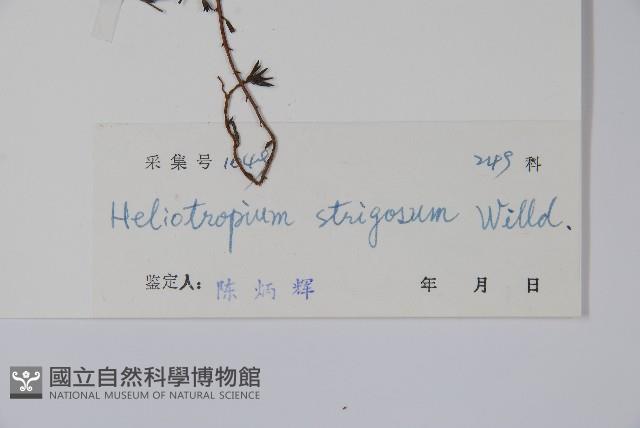 采集号 249 科
Heliotropium strigosum Willd.
鉴定人: 陈炳辉 年 月 日
國立自然科學博物館
NATIONAL MUSEUM OF NATURAL SCIENCE